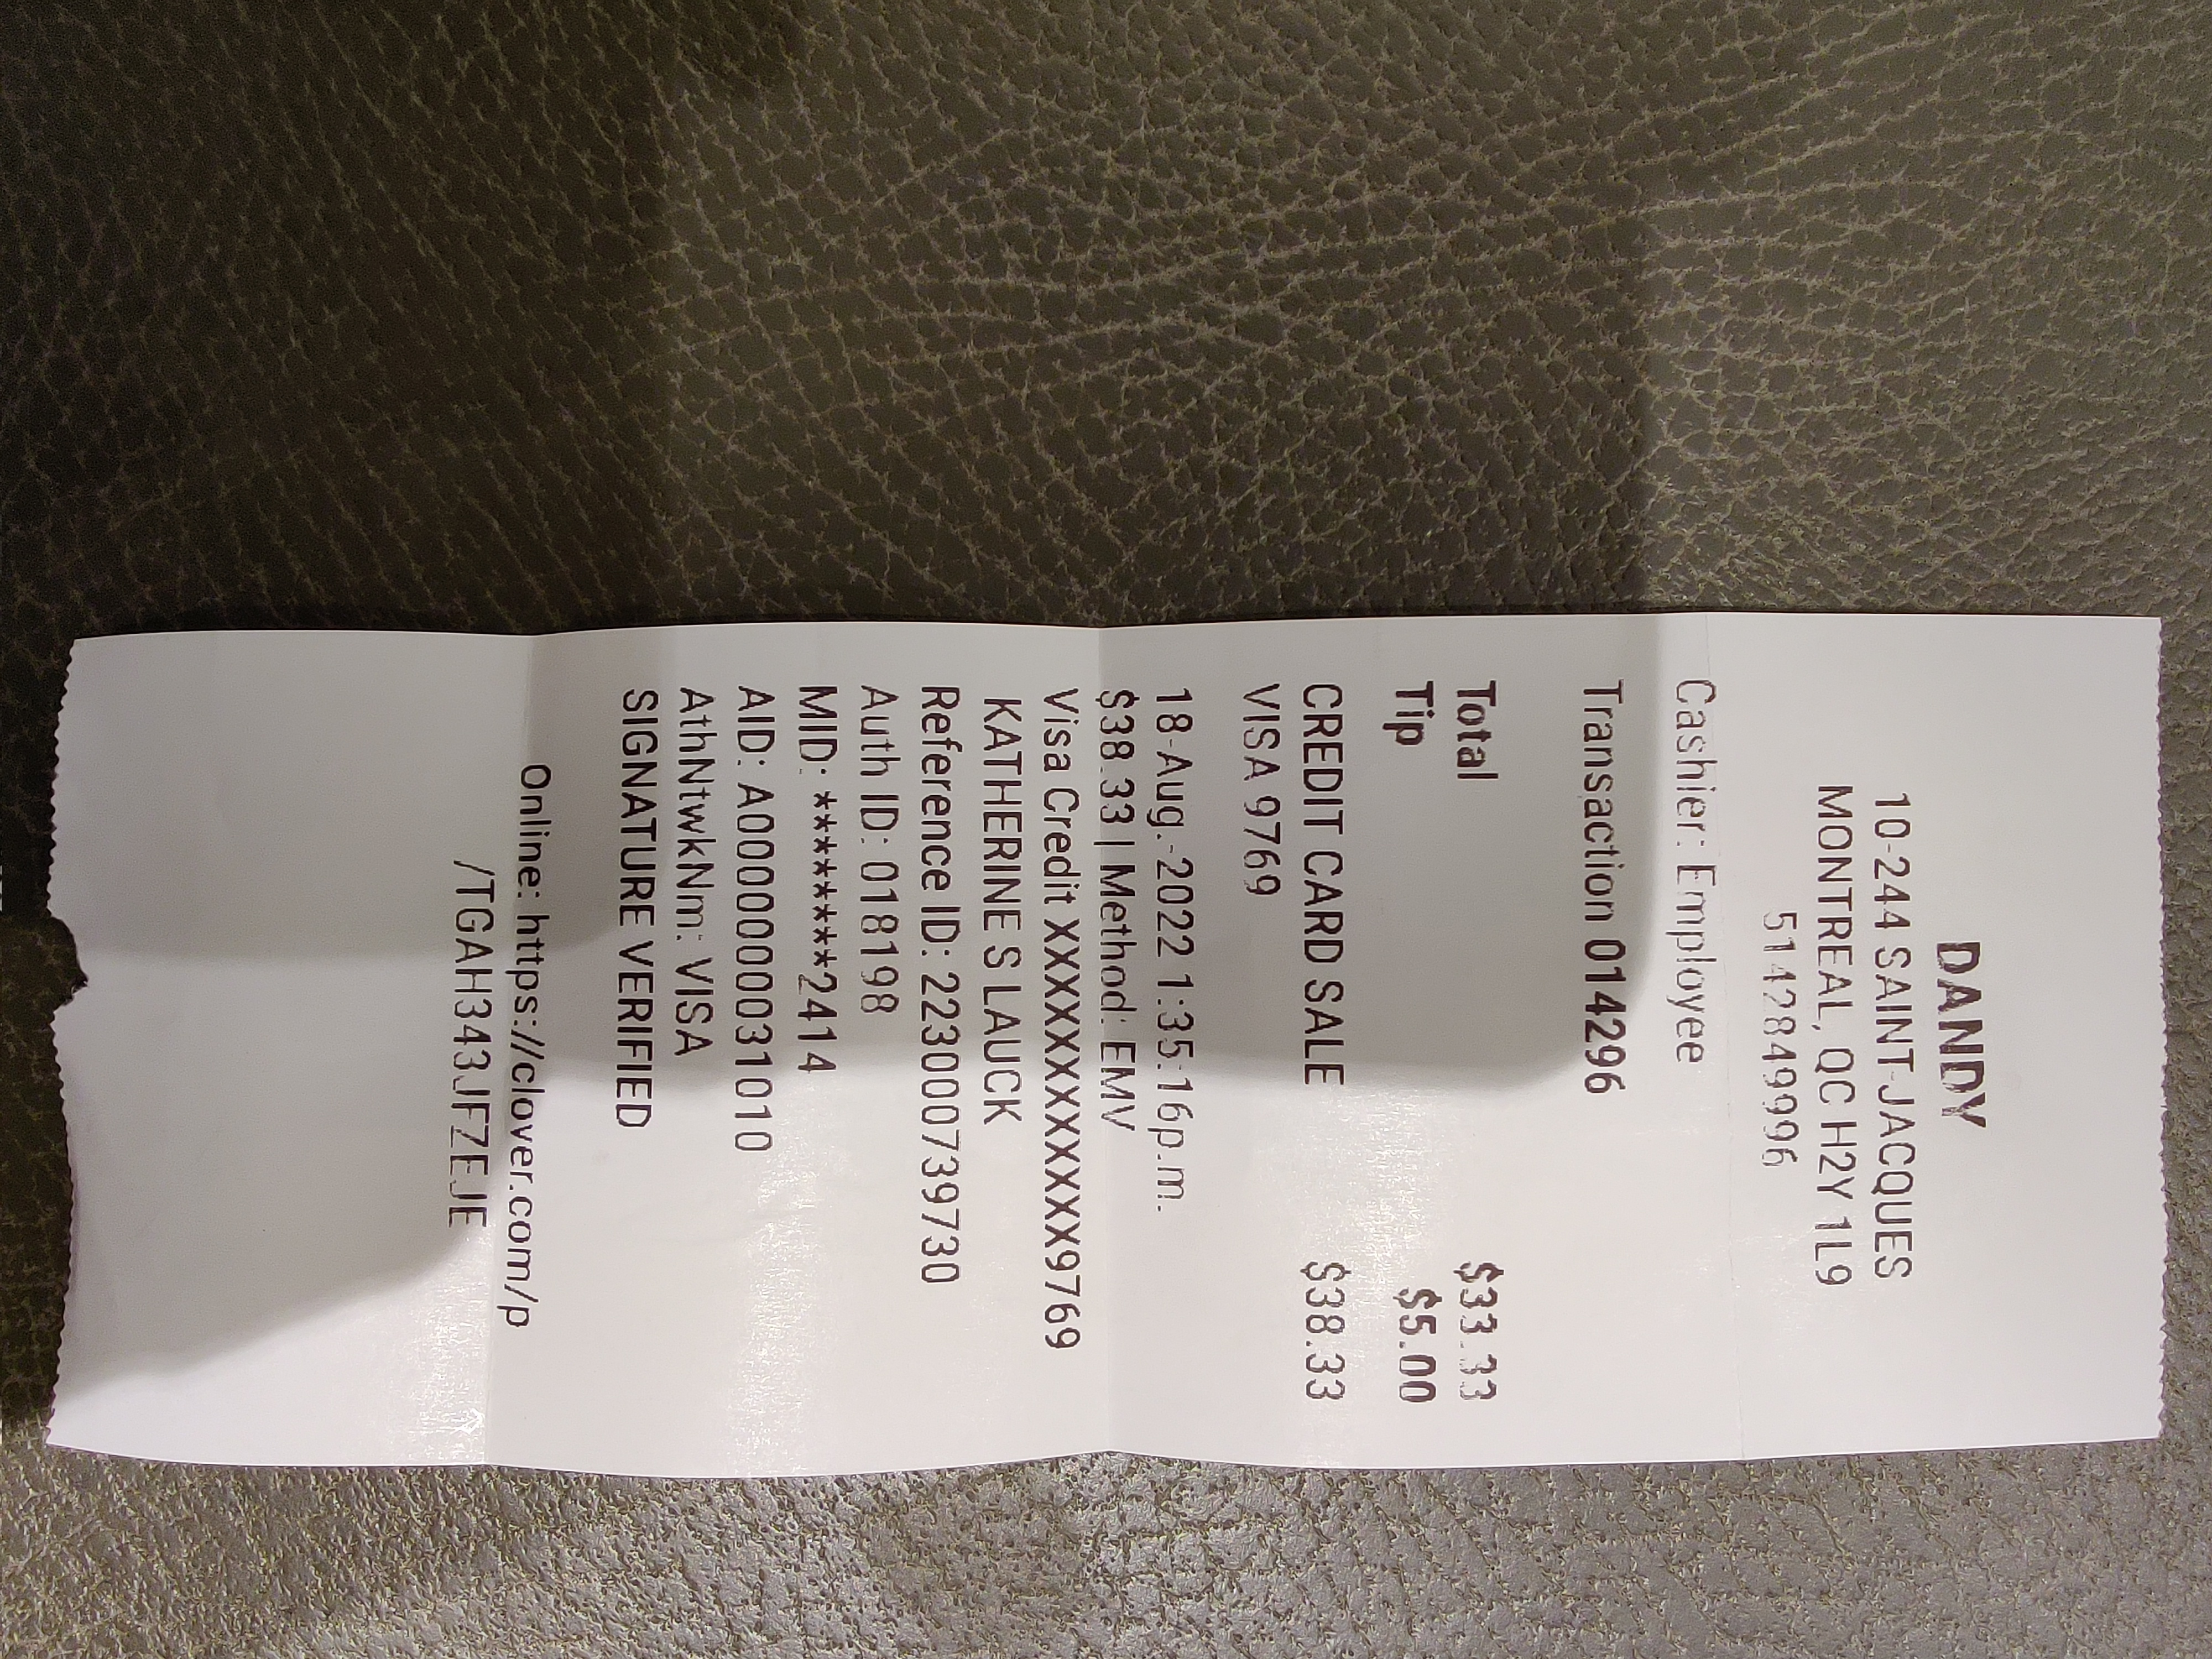 DANDY
10-244 SAINT-JACQUES
MONTREAL, QC H2Y 1L9
5142849996
Cashier: Employee
Transaction 014296
Total $33.33
Tip $5.00
CREDIT CARD SALE $38.33
VISA 9769
18-Aug.-2022 1:35:16p.m.
$38.33 | Method: EMV
Visa Credit XXXXXXXXXXXX9769
KATHERINE S LAUCK
Reference ID: 223000739730
Auth ID: 018198
MID: ********2414
AID: A0000000031010
AthNtwkNm: VISA
SIGNATURE VERIFIED
Online: https://clover.com/p
/TGAH343JFZEJE